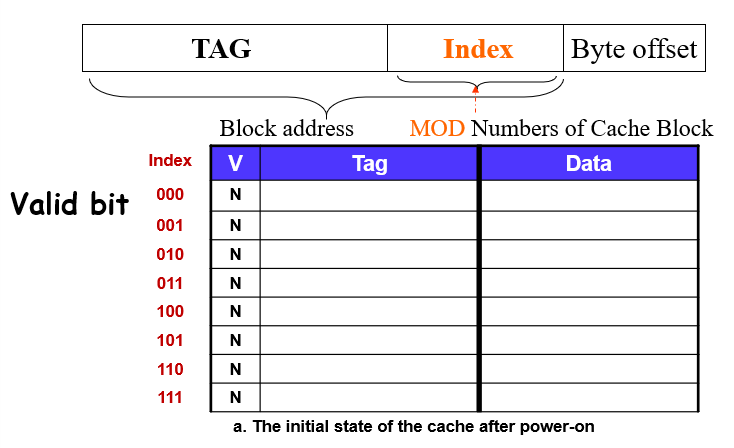 TAG Index Byte offset
Block address MOD Numbers of Cache Block
Index V Tag Data
Valid bit
000 N
001 N
010 N
011 N
100 N
101 N
110 N
111 N
a. The initial state of the cache after power-on